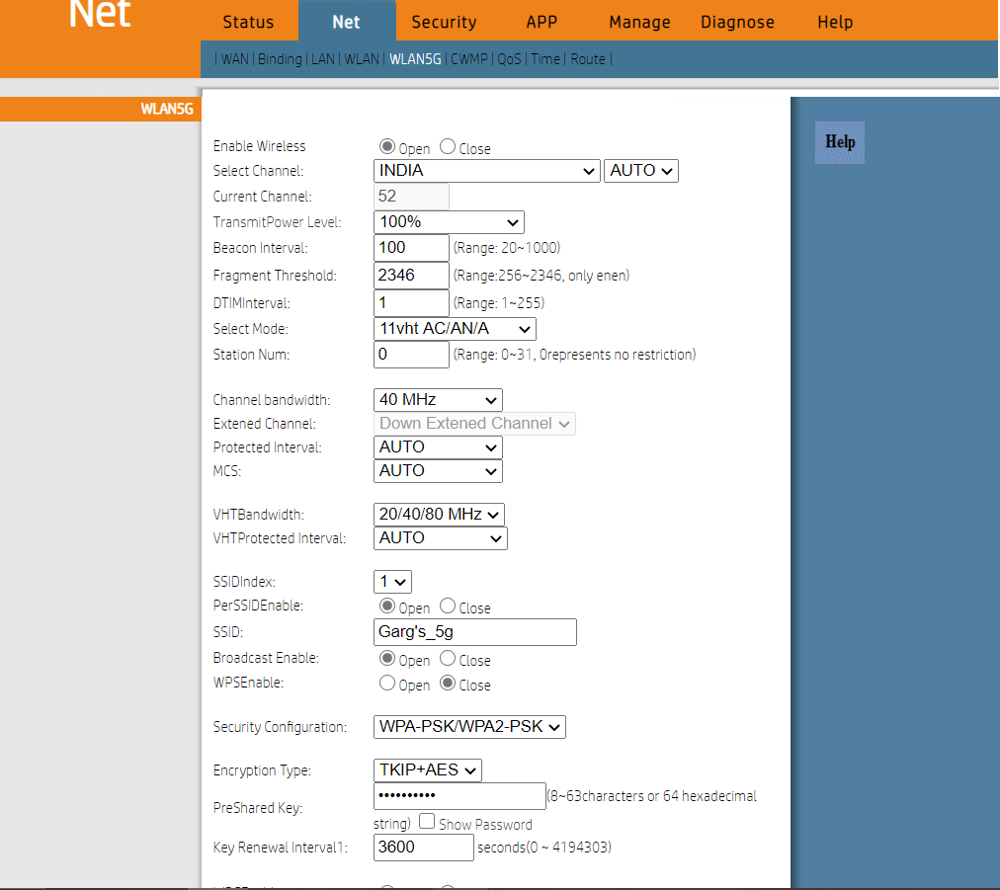 Net
Status Net Security APP Manage Diagnose Help
| WAN | Binding | LAN | WLAN | WLAN5G | CWMP | QoS | Time | Route |
WLAN5G
Help
Enable Wireless Open Close
Select Channel: INDIA AUTO
Current Channel: 52
TransmitPower Level: 100%
Beacon Interval: 100 (Range: 20~1000)
Fragment Threshold: 2346 (Range:256~2346, only enen)
DTIMInterval: 1 (Range: 1~255)
Select Mode: 11vht AC/AN/A
Station Num: 0 (Range: 0~31, 0represents no restriction)
Channel bandwidth: 40 MHz
Extened Channel: Down Extened Channel
Protected Interval: AUTO
MCS: AUTO
VHTBandwidth: 20/40/80 MHz
VHTProtected Interval: AUTO
SSIDIndex: 1
PerSSIDEnable: Open Close
SSID: Garg's_5g
Broadcast Enable: Open Close
WPSEnable: Open Close
Security Configuration: WPA-PSK/WPA2-PSK
Encryption Type: TKIP+AES
PreShared Key: •••••••••• (8~63characters or 64 hexadecimal
string) Show Password
Key Renewal Interval1: 3600 seconds(0 ~ 4194303)